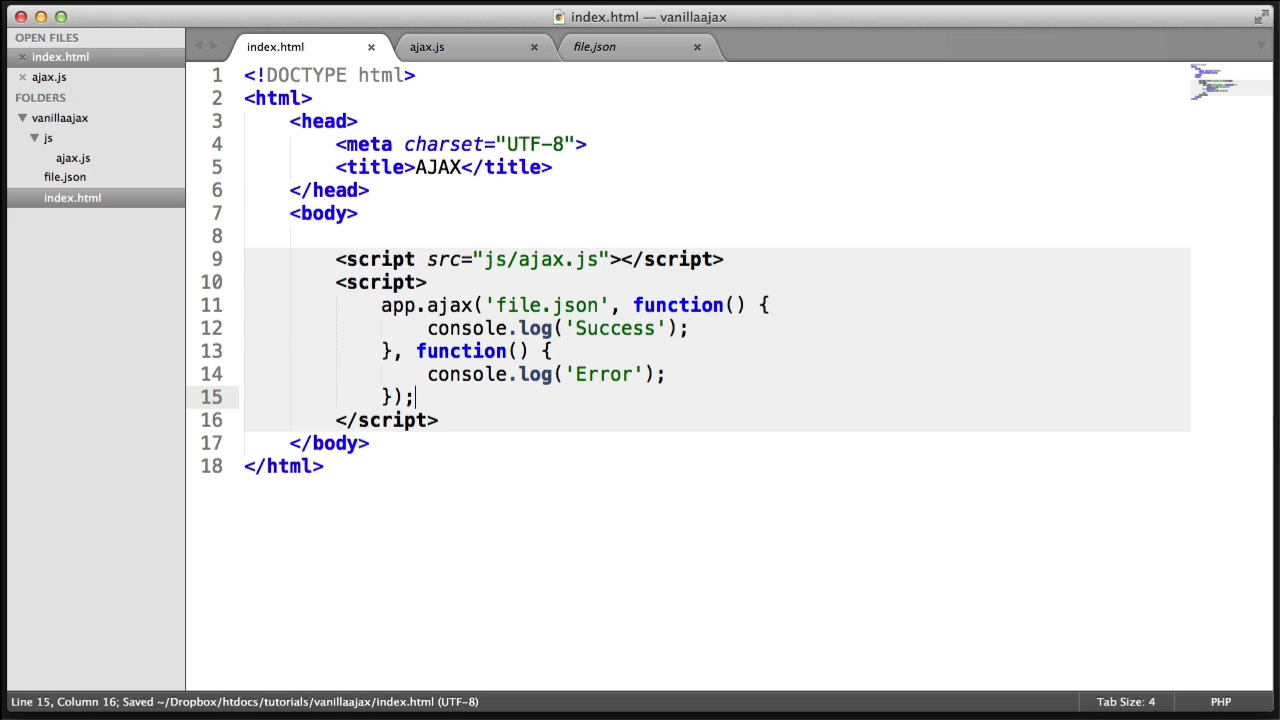 index.html — vanillaajax
OPEN FILES
index.html
ajax.js
FOLDERS
vanillaajax
js
ajax.js
file.json
index.html
index.html ajax.js file.json
1 <!DOCTYPE html>
2 <html>
3 <head>
4 <meta charset="UTF-8">
5 <title>AJAX</title>
6 </head>
7 <body>
8
9 <script src="js/ajax.js"></script>
10 <script>
11 app.ajax('file.json', function() {
12 console.log('Success');
13 }, function() {
14 console.log('Error');
15 });
16 </script>
17 </body>
18 </html>
Line 15, Column 16; Saved ~/Dropbox/htdocs/tutorials/vanillaajax/index.html (UTF-8) Tab Size: 4 PHP